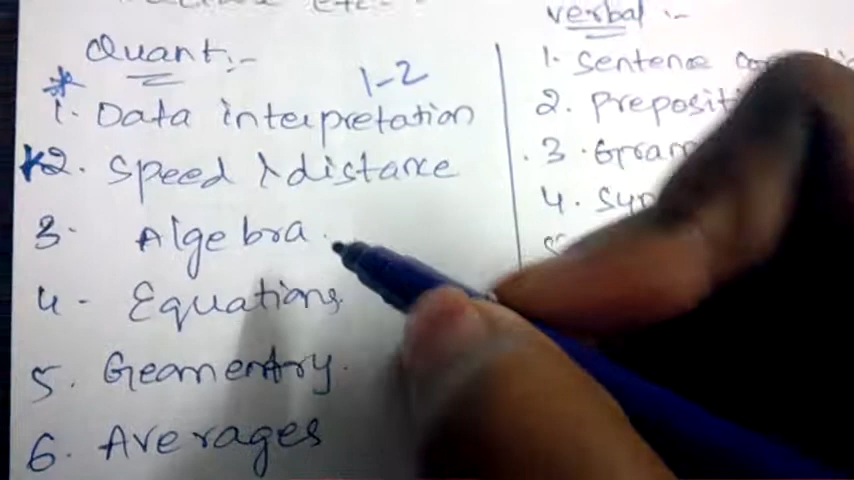 etc.
Quant :-
1-2
* 1. Data interpretation
*2. Speed & distance
3. Algebra.
4. Equations.
5. Geomentry.
6. Averages
verbal :-
1. Sentence
2. Preposit
3. Gram
4. Syn